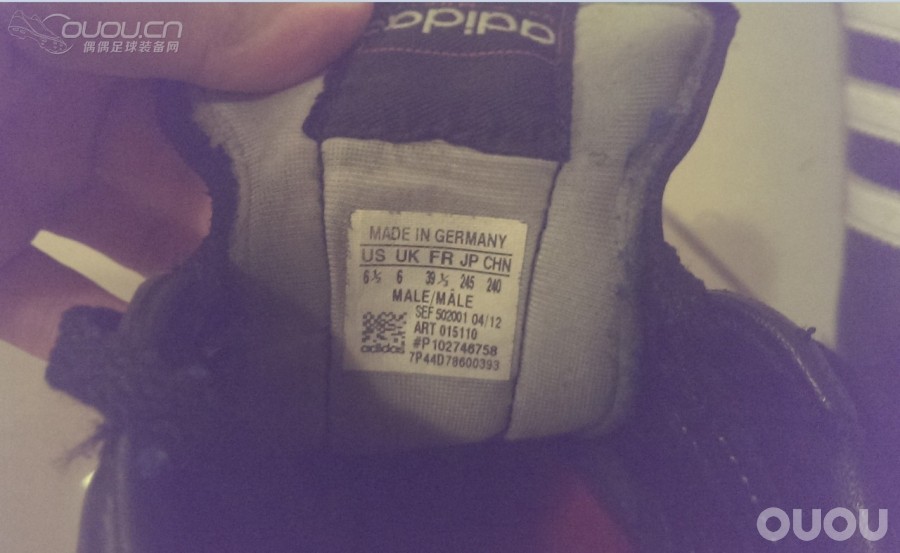 OUOU.CN
偶偶足球装备网
adidas
MADE IN GERMANY
US UK FR JP CHN
6½ 6 39⅓ 245 240
MALE/MÂLE
SEF 502001 04/12
ART 015110
#P102746758
adidas
7P44D78600393
OUOU